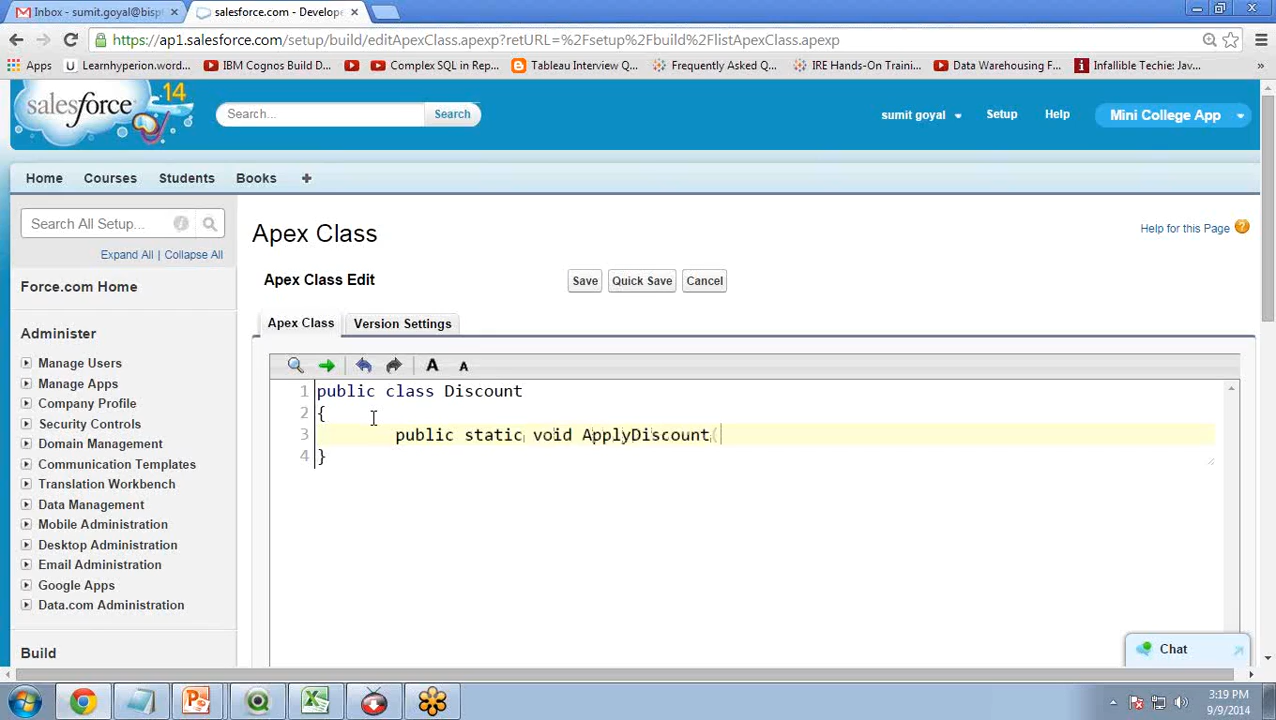 Inbox - sumit.goyal@bisp
salesforce.com - Develope
https://ap1.salesforce.com/setup/build/editApexClass.apexp?retURL=%2Fsetup%2Fbuild%2FlistApexClass.apexp
Apps Learnhyperion.word... IBM Cognos Build D... Complex SQL in Rep... Tableau Interview Q... Frequently Asked Q... IRE Hands-On Traini... Data Warehousing F... Infallible Techie: Jav... »
salesforce 14
Search... Search sumit goyal Setup Help Mini College App
Home Courses Students Books +
Search All Setup...
Expand All | Collapse All
Force.com Home
Administer
Manage Users
Manage Apps
Company Profile
Security Controls
Domain Management
Communication Templates
Translation Workbench
Data Management
Mobile Administration
Desktop Administration
Email Administration
Google Apps
Data.com Administration
Build
Apex Class
Help for this Page ?
Apex Class Edit Save Quick Save Cancel
Apex Class Version Settings
A A
1 public class Discount
2 {
3 public static void ApplyDiscount(
4 }
Chat
3:19 PM
9/9/2014